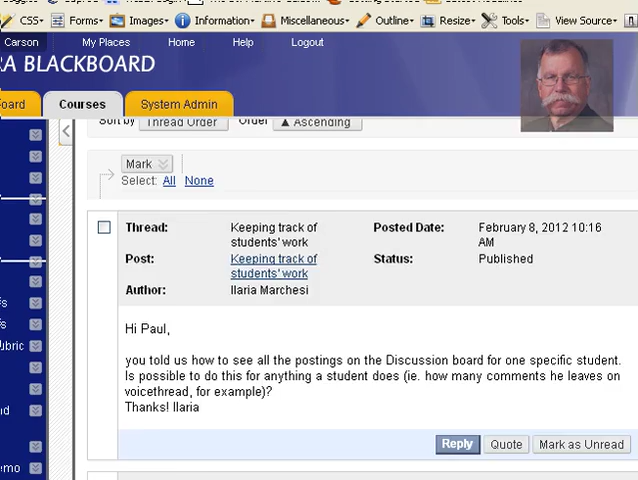 CSS Forms Images Information Miscellaneous Outline Resize Tools View Source
Carson My Places Home Help Logout
RA BLACKBOARD
oard Courses System Admin
Sort by Thread Order Order ▲ Ascending
Mark
Select: All None
Thread: Keeping track of students' work Posted Date: February 8, 2012 10:16 AM
Post: Keeping track of students' work Status: Published
Author: Ilaria Marchesi
Hi Paul,
you told us how to see all the postings on the Discussion board for one specific student.
Is possible to do this for anything a student does (ie. how many comments he leaves on
voicethread, for example)?
Thanks! Ilaria
Reply Quote Mark as Unread